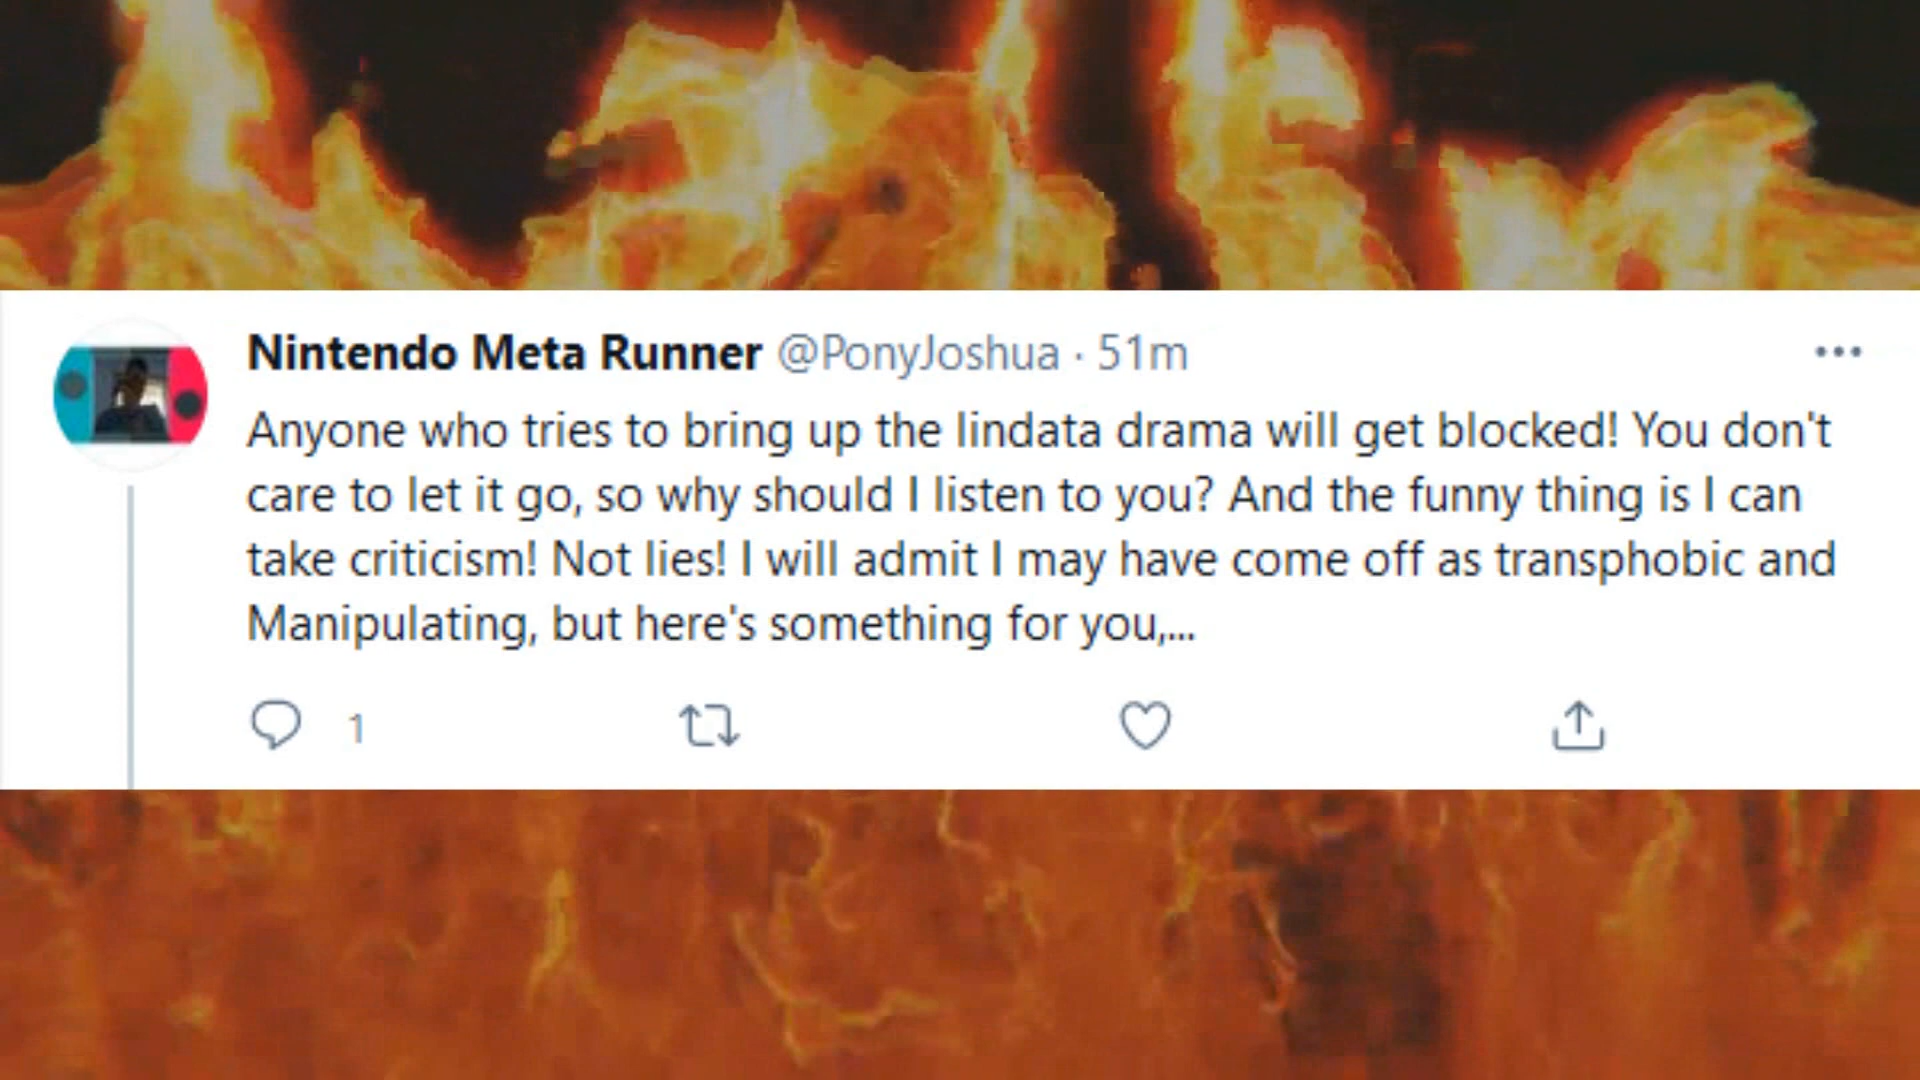 Nintendo Meta Runner @PonyJoshua · 51m
Anyone who tries to bring up the lindata drama will get blocked! You don't
care to let it go, so why should I listen to you? And the funny thing is I can
take criticism! Not lies! I will admit I may have come off as transphobic and
Manipulating, but here's something for you,...
1